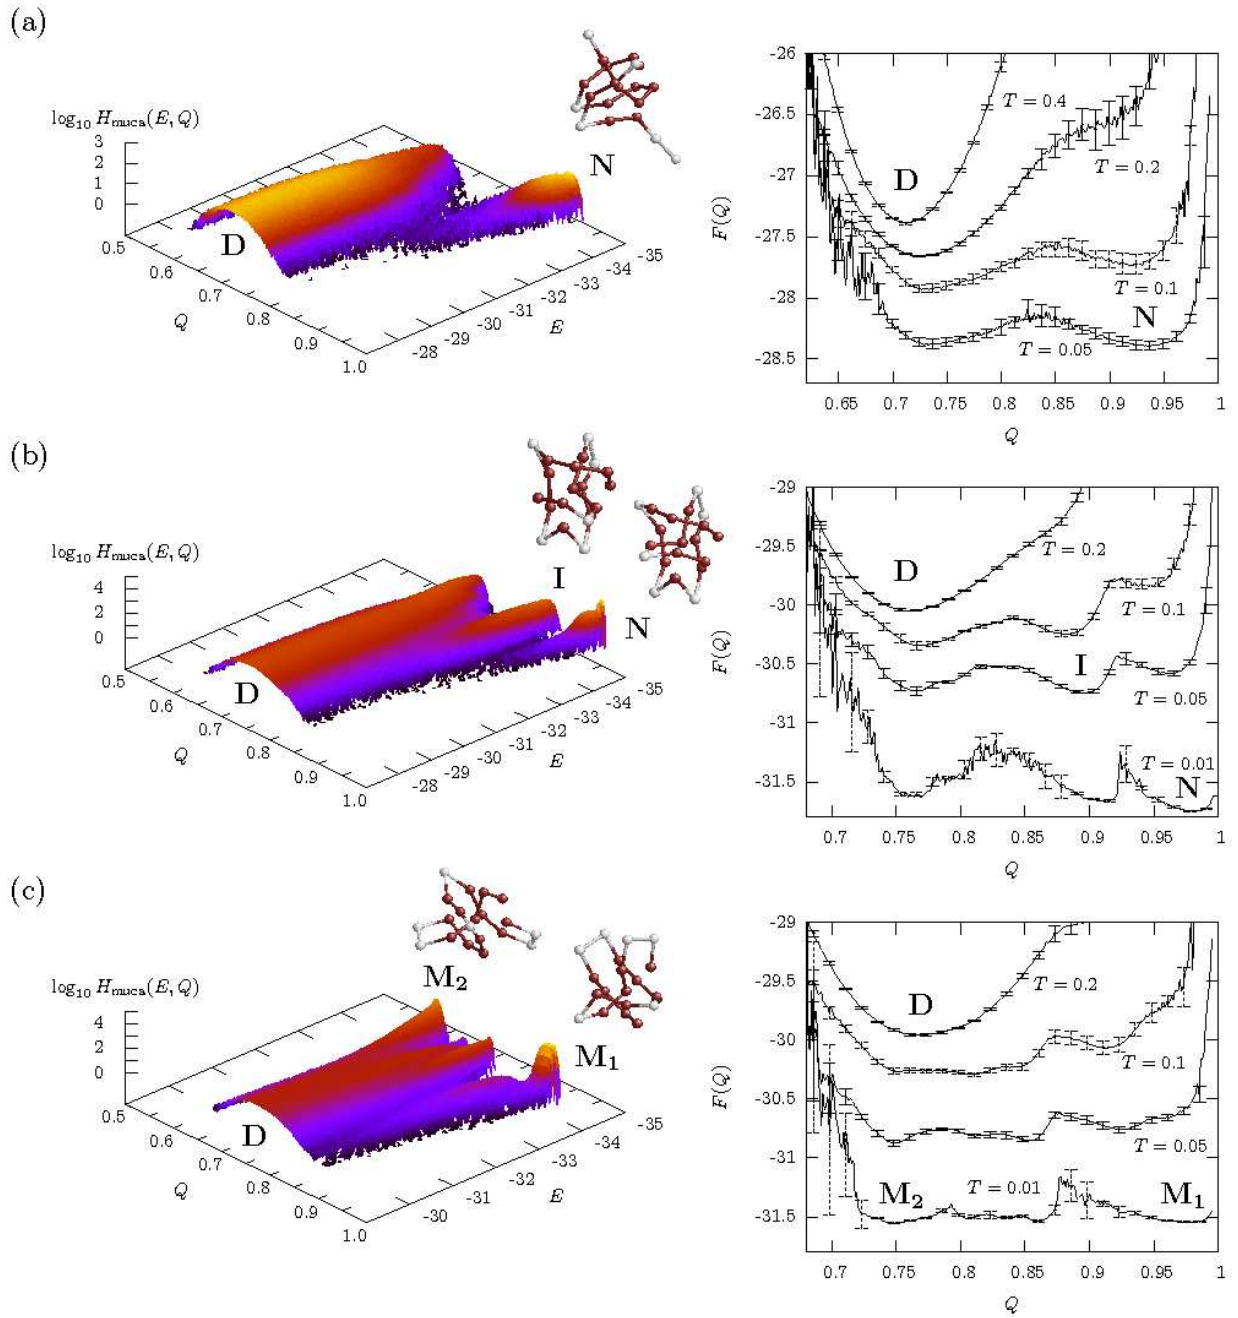 (a)
log₁₀ H_muca(E, Q)
3
2
1
0
0.5
0.6
0.7
0.8
0.9
1.0
Q
-28
-29
-30
-31
-32
-33
-34
-35
E
D
N
-26
-26.5
-27
-27.5
-28
-28.5
F(Q)
0.65
0.7
0.75
0.8
0.85
0.9
0.95
1
Q
T = 0.4
T = 0.2
T = 0.1
T = 0.05
D
N
(b)
log₁₀ H_muca(E, Q)
4
2
0
0.5
0.6
0.7
0.8
0.9
1.0
Q
-28
-29
-30
-31
-32
-33
-34
-35
E
D
I
N
-29
-29.5
-30
-30.5
-31
-31.5
F(Q)
0.7
0.75
0.8
0.85
0.9
0.95
1
Q
T = 0.2
T = 0.1
T = 0.05
T = 0.01
D
I
N
(c)
log₁₀ H_muca(E, Q)
4
2
0
0.5
0.6
0.7
0.8
0.9
1.0
Q
-30
-31
-32
-33
-34
-35
E
D
M₂
M₁
-29
-29.5
-30
-30.5
-31
-31.5
F(Q)
0.7
0.75
0.8
0.85
0.9
0.95
1
Q
T = 0.2
T = 0.1
T = 0.05
T = 0.01
D
M₂
M₁